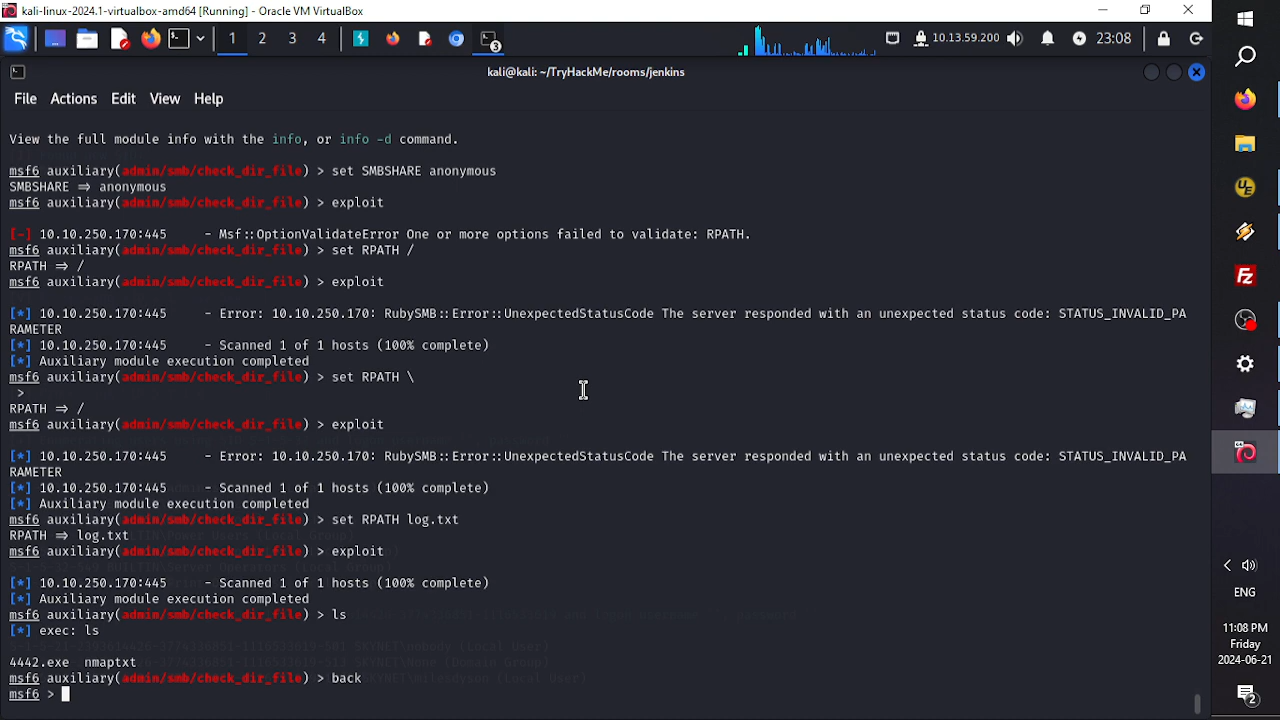 kali-linux-2024.1-virtualbox-amd64 [Running] - Oracle VM VirtualBox
1 2 3 4 3 10.13.59.200 23:08
kali@kali: ~/TryHackMe/rooms/jenkins
File Actions Edit View Help
View the full module info with the info, or info -d command.
msf6 auxiliary(admin/smb/check_dir_file) > set SMBSHARE anonymous
SMBSHARE ⇒ anonymous
msf6 auxiliary(admin/smb/check_dir_file) > exploit
[-] 10.10.250.170:445 - Msf::OptionValidateError One or more options failed to validate: RPATH.
msf6 auxiliary(admin/smb/check_dir_file) > set RPATH /
RPATH ⇒ /
msf6 auxiliary(admin/smb/check_dir_file) > exploit
[*] 10.10.250.170:445 - Error: 10.10.250.170: RubySMB::Error::UnexpectedStatusCode The server responded with an unexpected status code: STATUS_INVALID_PA
RAMETER
[*] 10.10.250.170:445 - Scanned 1 of 1 hosts (100% complete)
[*] Auxiliary module execution completed
msf6 auxiliary(admin/smb/check_dir_file) > set RPATH \
>
RPATH ⇒ /
msf6 auxiliary(admin/smb/check_dir_file) > exploit
[*] 10.10.250.170:445 - Error: 10.10.250.170: RubySMB::Error::UnexpectedStatusCode The server responded with an unexpected status code: STATUS_INVALID_PA
RAMETER
[*] 10.10.250.170:445 - Scanned 1 of 1 hosts (100% complete)
[*] Auxiliary module execution completed
msf6 auxiliary(admin/smb/check_dir_file) > set RPATH log.txt
RPATH ⇒ log.txt
msf6 auxiliary(admin/smb/check_dir_file) > exploit
[*] 10.10.250.170:445 - Scanned 1 of 1 hosts (100% complete)
[*] Auxiliary module execution completed
msf6 auxiliary(admin/smb/check_dir_file) > ls
[*] exec: ls
4442.exe nmaptxt
msf6 auxiliary(admin/smb/check_dir_file) > back
msf6 >
UE
Fz
ENG
11:08 PM
Friday
2024-06-21
2